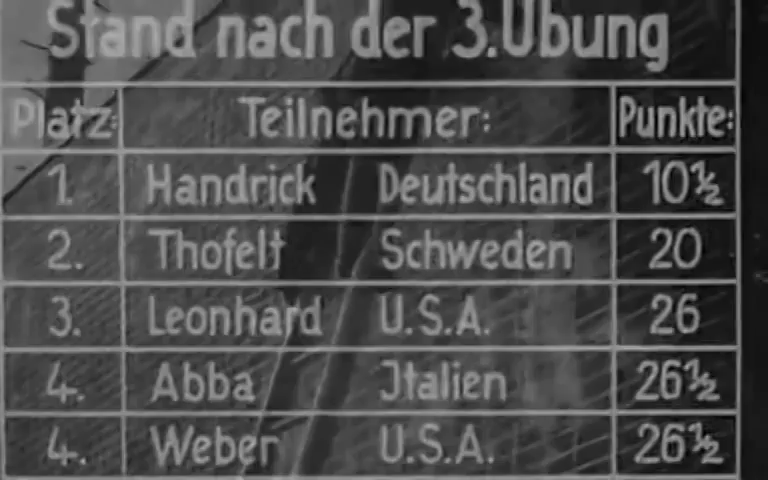 Stand nach der 3.Übung
Platz: Teilnehmer: Punkte:
1. Handrick Deutschland 10½
2. Thofelt Schweden 20
3. Leonhard U.S.A. 26
4. Abba Jtalien 26½
4. Weber U.S.A. 26½